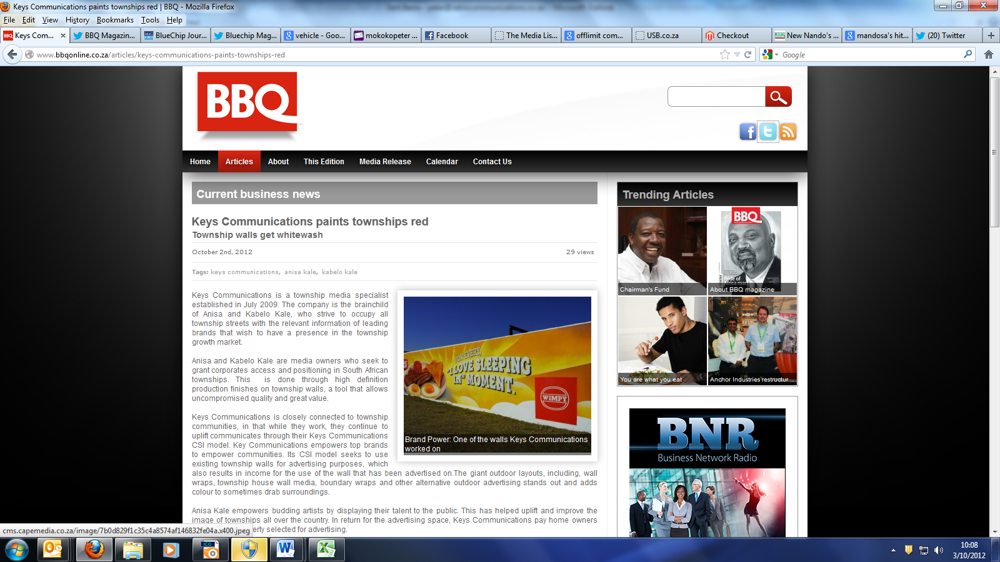 Keys Communications paints townships red | BBQ - Mozilla Firefox
File Edit View History Bookmarks Tools Help
Keys Com... BBQ Magazin... BlueChip Jour... Bluechip Mag... vehicle - Goo... mokokopeter ... Facebook The Media Lis... offlimit com... USB.co.za Checkout New Nando's ... mandosa's hit... (20) Twitter
www.bbqonline.co.za/articles/keys-communications-paints-townships-red
Google
BBQ
Home Articles About This Edition Media Release Calendar Contact Us
Current business news
Keys Communications paints townships red
Township walls get whitewash
October 2nd, 2012 29 views
Tags: keys communications, anisa kale, kabelo kale
Keys Communications is a township media specialist
established in July 2009. The company is the brainchild
of Anisa and Kabelo Kale, who strive to occupy all
township streets with the relevant information of leading
brands that wish to have a presence in the township
growth market.
Anisa and Kabelo Kale are media owners who seek to
grant corporates access and positioning in South African
townships. This is done through high definition
production finishes on township walls, a tool that allows
uncompromised quality and great value.
Keys Communications is closely connected to township
communities, in that while they work, they continue to
uplift communicates through their Keys Communications
CSI model. Key Communications empowers top brands
to empower communities. Its CSI model seeks to use
existing township walls for advertising purposes, which
also results in income for the use of the wall that has been advertised on.The giant outdoor layouts, including, wall
wraps, township house wall media, boundary wraps and other alternative outdoor advertising stands out and adds
colour to sometimes drab surroundings.
Anisa Kale empowers budding artists by displaying their talent to the public. This has helped uplift and improve the
image of townships all over the country. In return for the advertising space, Keys Communications pay home owners
erty selected for advertising.
FOR EVERY,
"I LOVE SLEEPING
IN" MOMENT.
WIMPY
Brand Power: One of the walls Keys Communications
worked on
Trending Articles
Chairman's Fund
BBQ
Pride of
Africa roars
About BBQ magazine
You are what you eat
Anchor Industries restructur...
BNR
Business Network Radio
cms.capemedia.co.za/image/7b0d829f1c35c4a8574af146832fe04a.x400.jpeg
ICO
10:08
3/10/2012